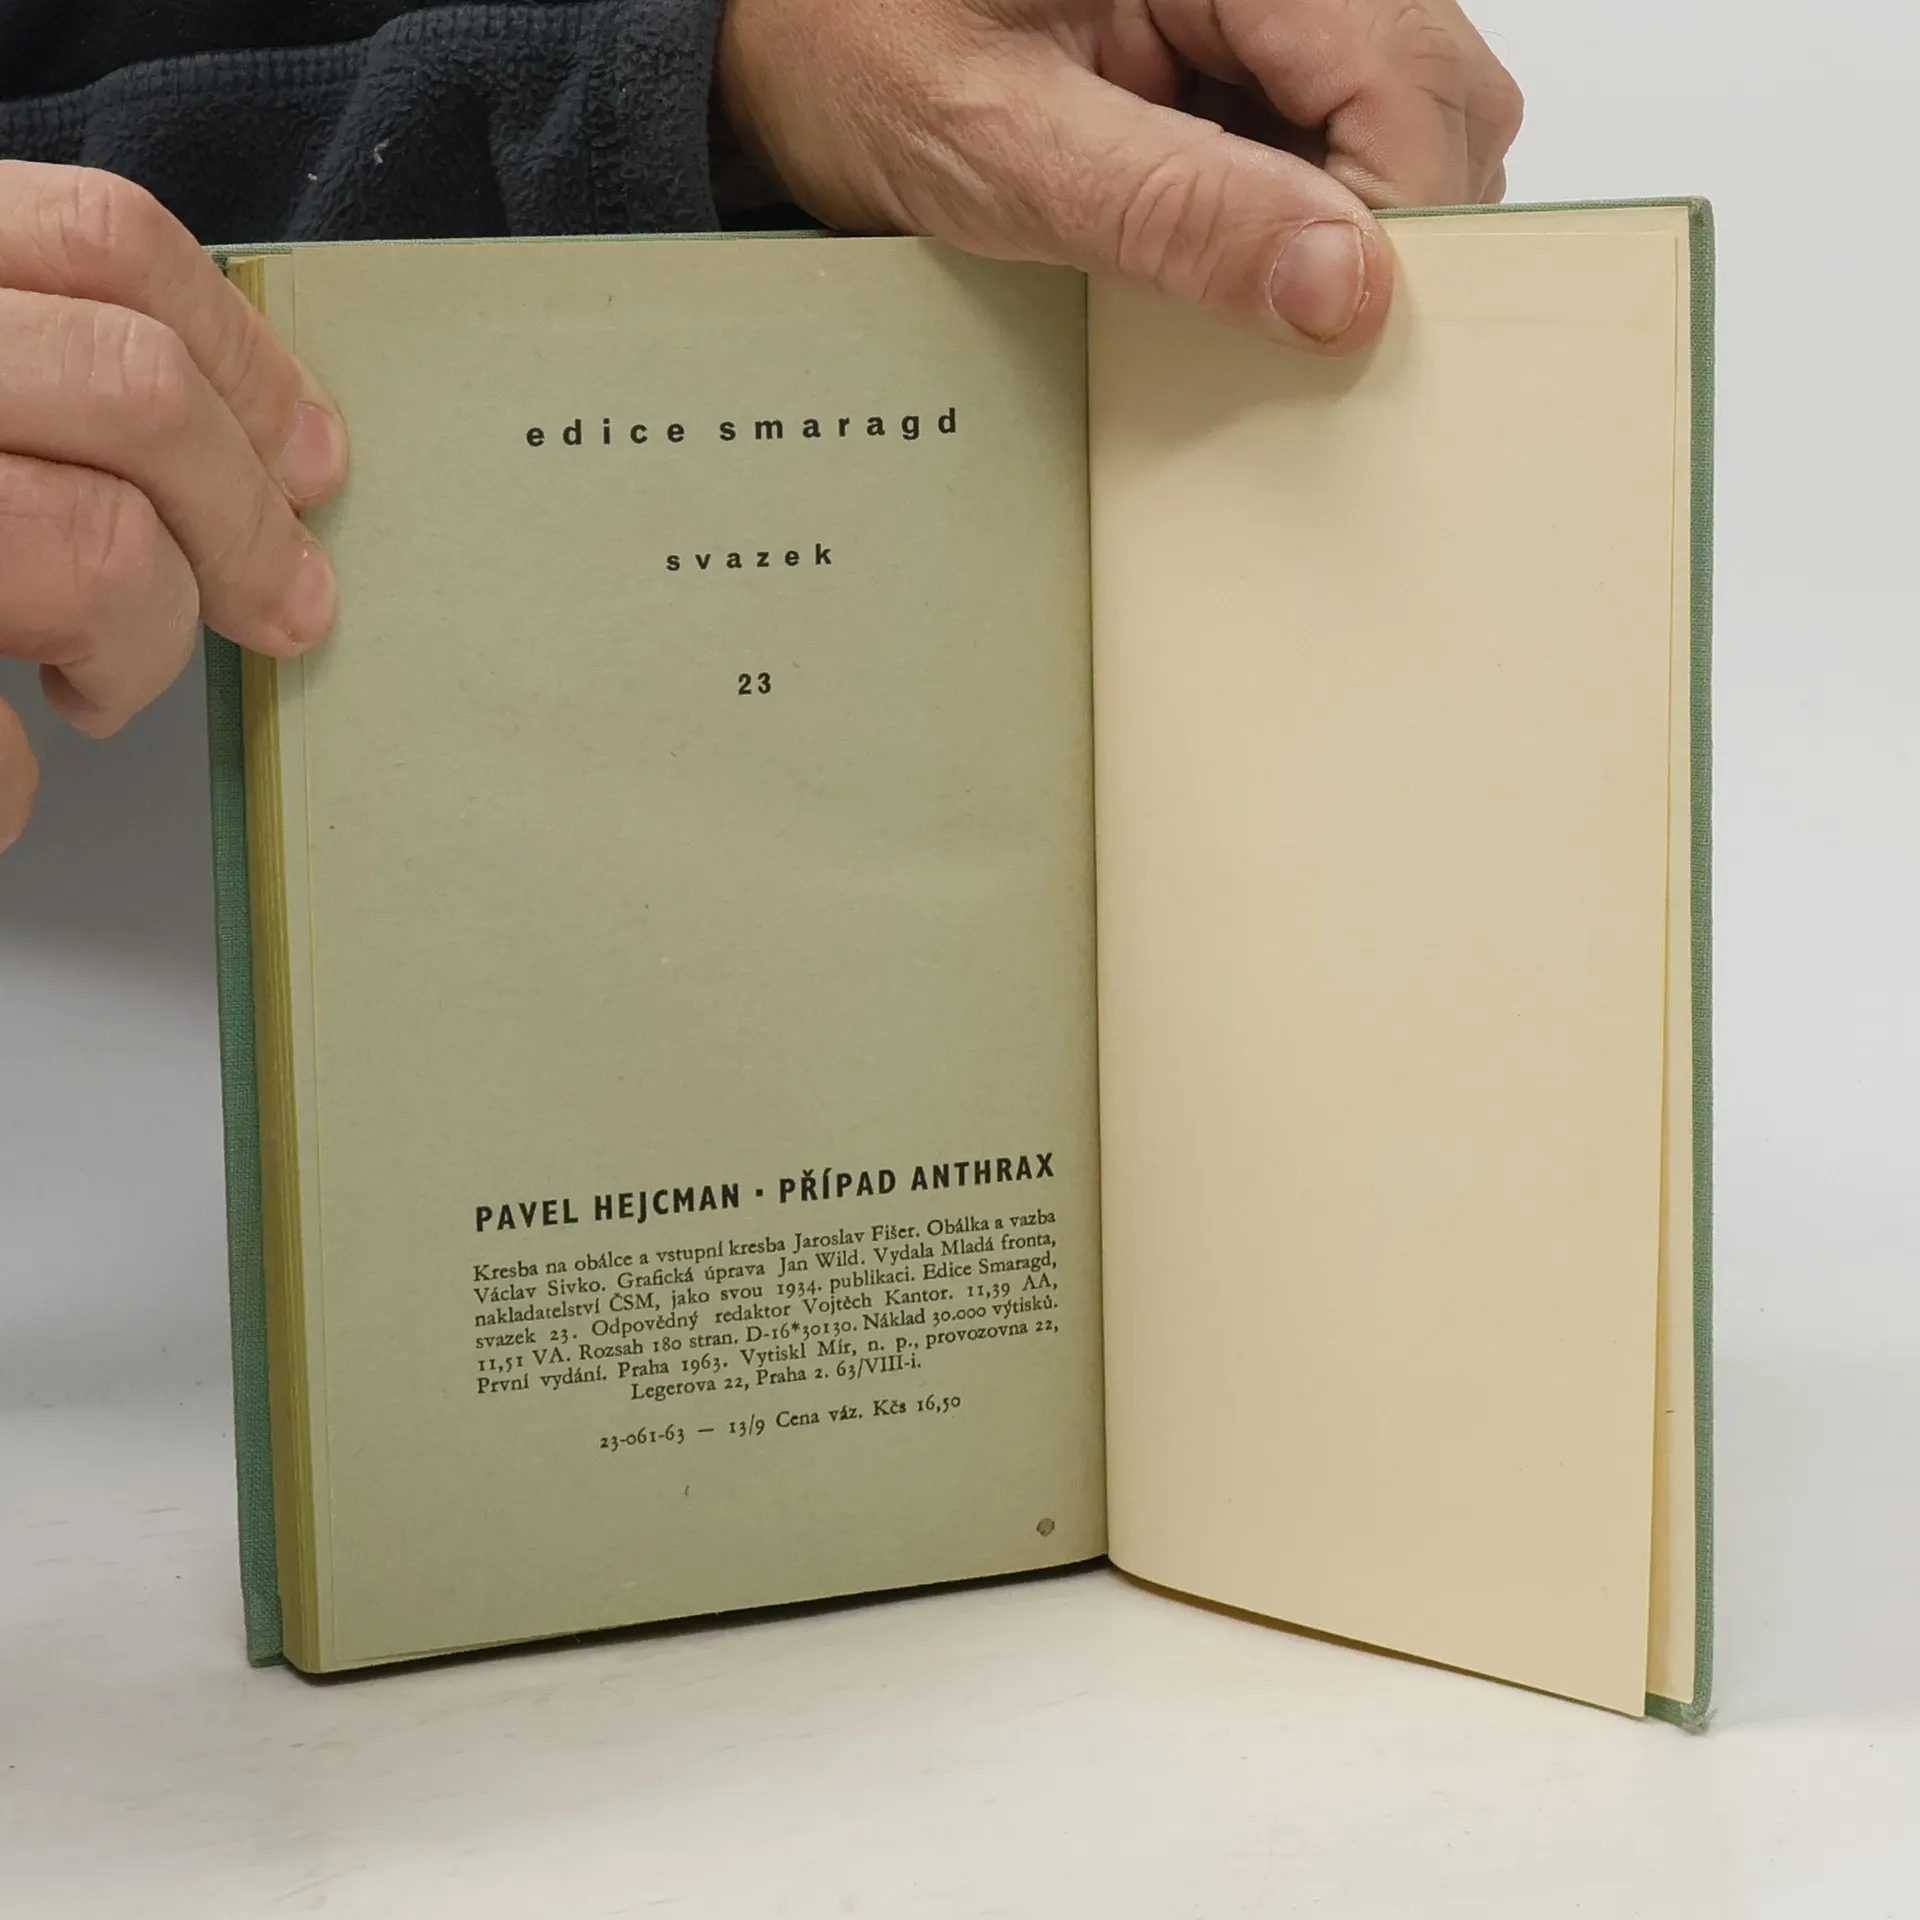 edice smaragd
svazek
23
PAVEL HEJCMAN · PŘÍPAD ANTHRAX
Kresba na obálce a vstupní kresba Jaroslav Fišer. Obálka a vazba
Václav Sivko. Grafická úprava Jan Wild. Vydala Mladá fronta,
nakladatelství ČSM, jako svou 1934. publikaci. Edice Smaragd,
svazek 23. Odpovědný redaktor Vojtěch Kantor. 11,39 AA,
11,51 VA. Rozsah 180 stran. D-16*30130. Náklad 30.000 výtisků.
První vydání. Praha 1963. Vytiskl Mír, n. p., provozovna 22,
Legerova 22, Praha 2. 63/VIII-i.
23-061-63 — 13/9 Cena váz. Kčs 16,50